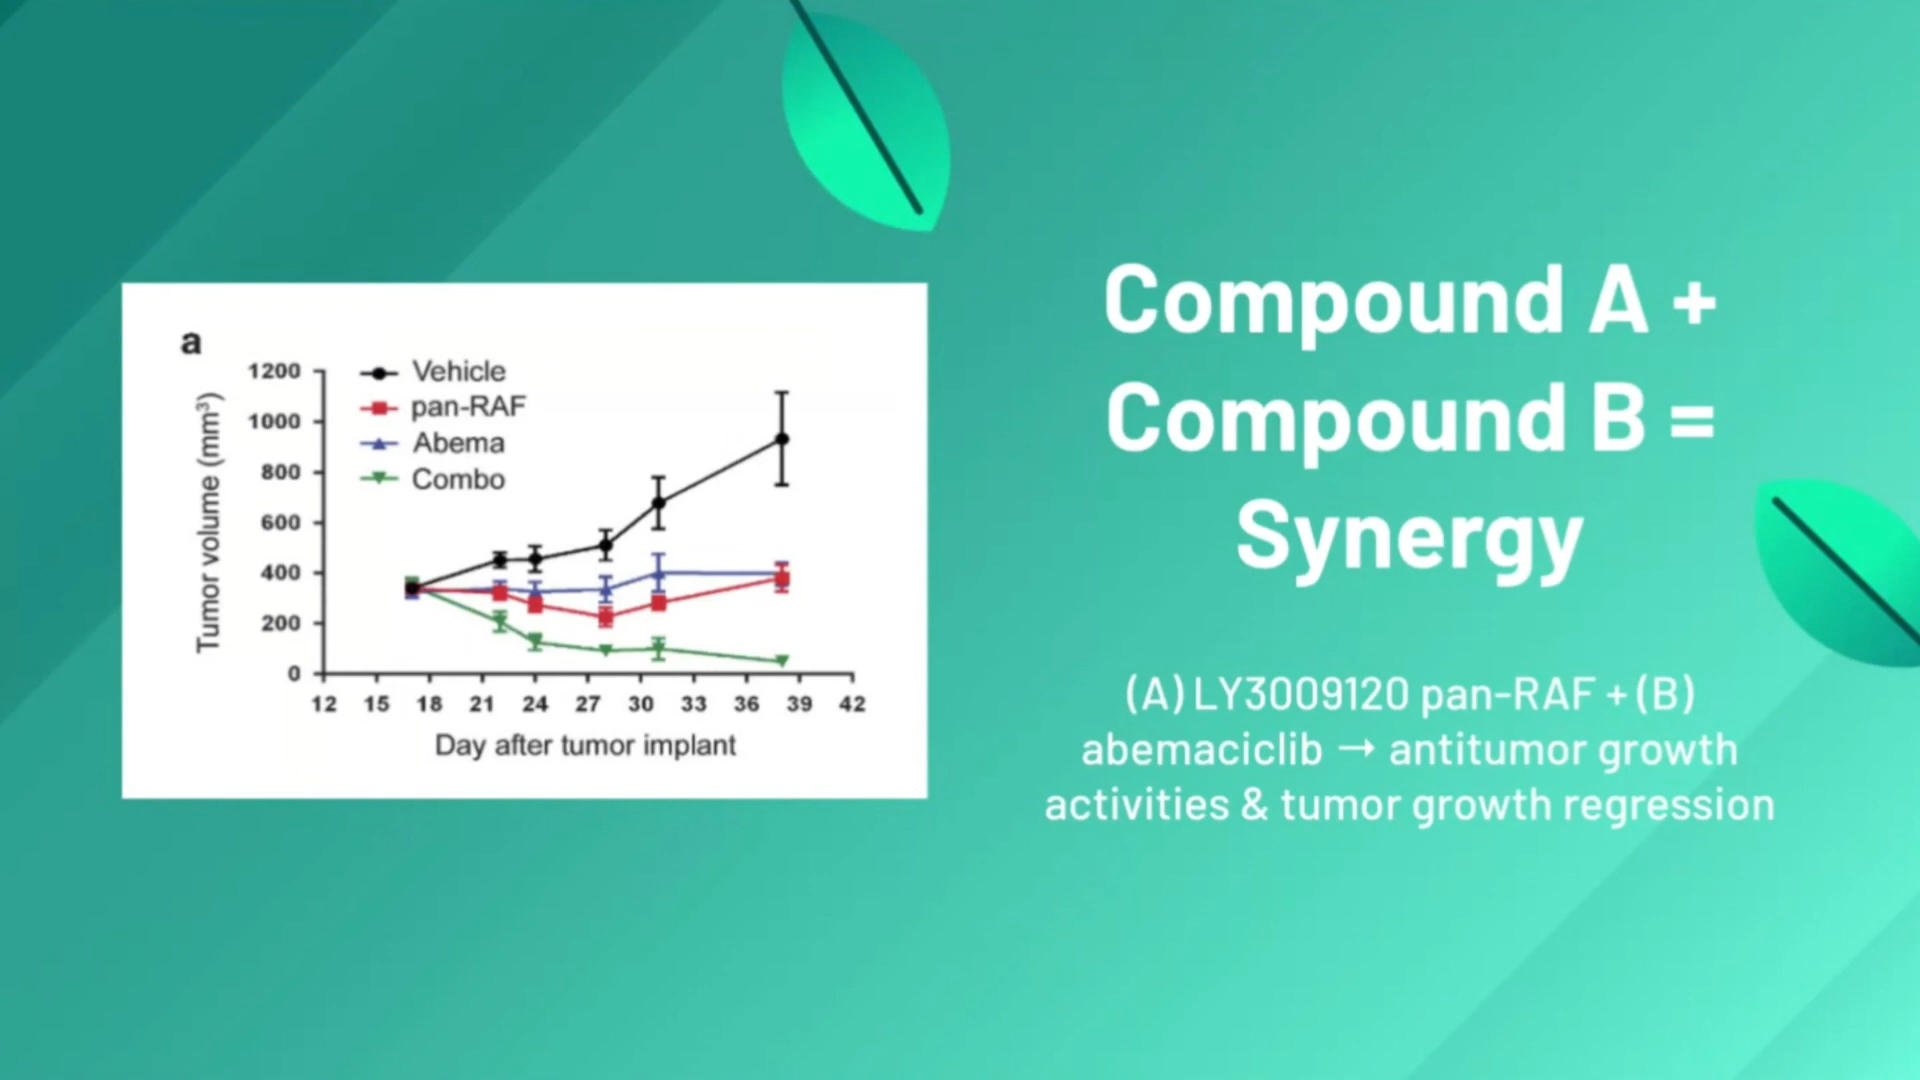 a
1200
1000
800
600
400
200
0
Tumor volume (mm³)
Vehicle
pan-RAF
Abema
Combo
12 15 18 21 24 27 30 33 36 39 42
Day after tumor implant
Compound A +
Compound B =
Synergy
(A) LY3009120 pan-RAF + (B)
abemaciclib → antitumor growth
activities & tumor growth regression